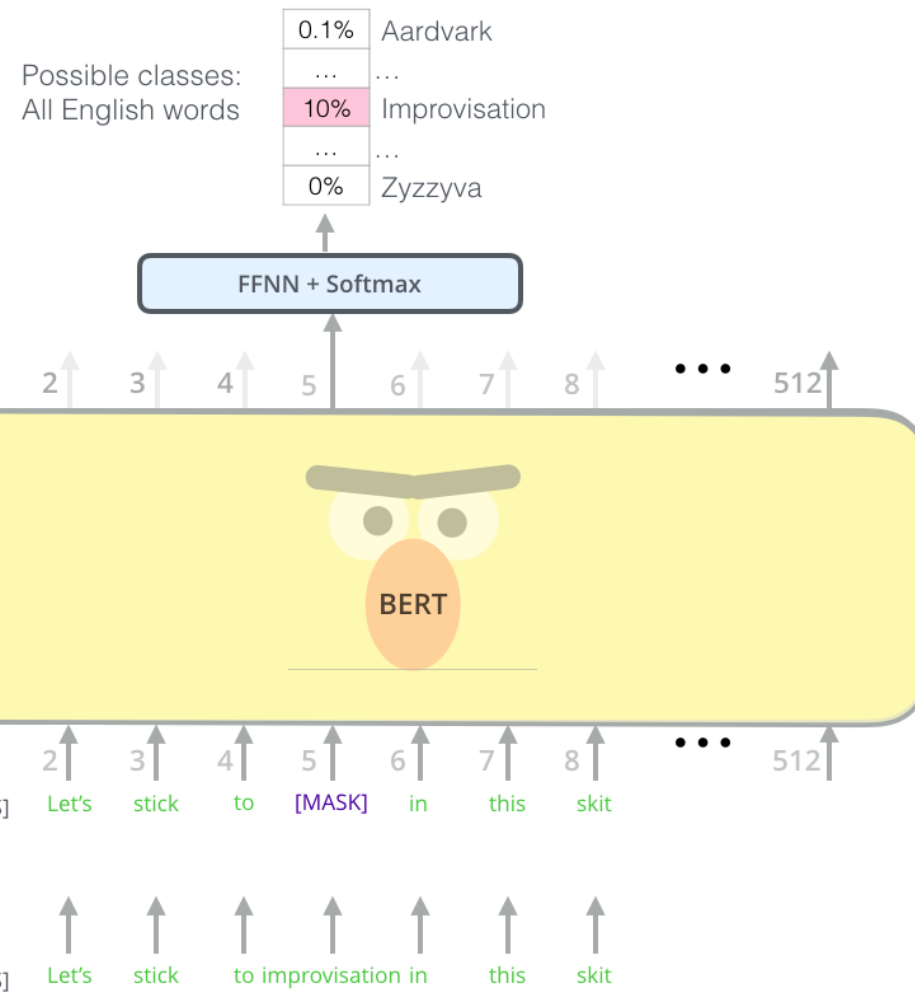 0.1% Aardvark
... ...
Possible classes:
All English words
10% Improvisation
... ...
0% Zyzzyva
FFNN + Softmax
2 3 4 5 6 7 8 ... 512
BERT
2 3 4 5 6 7 8 ... 512
S] Let's stick to [MASK] in this skit
S] Let's stick to improvisation in this skit